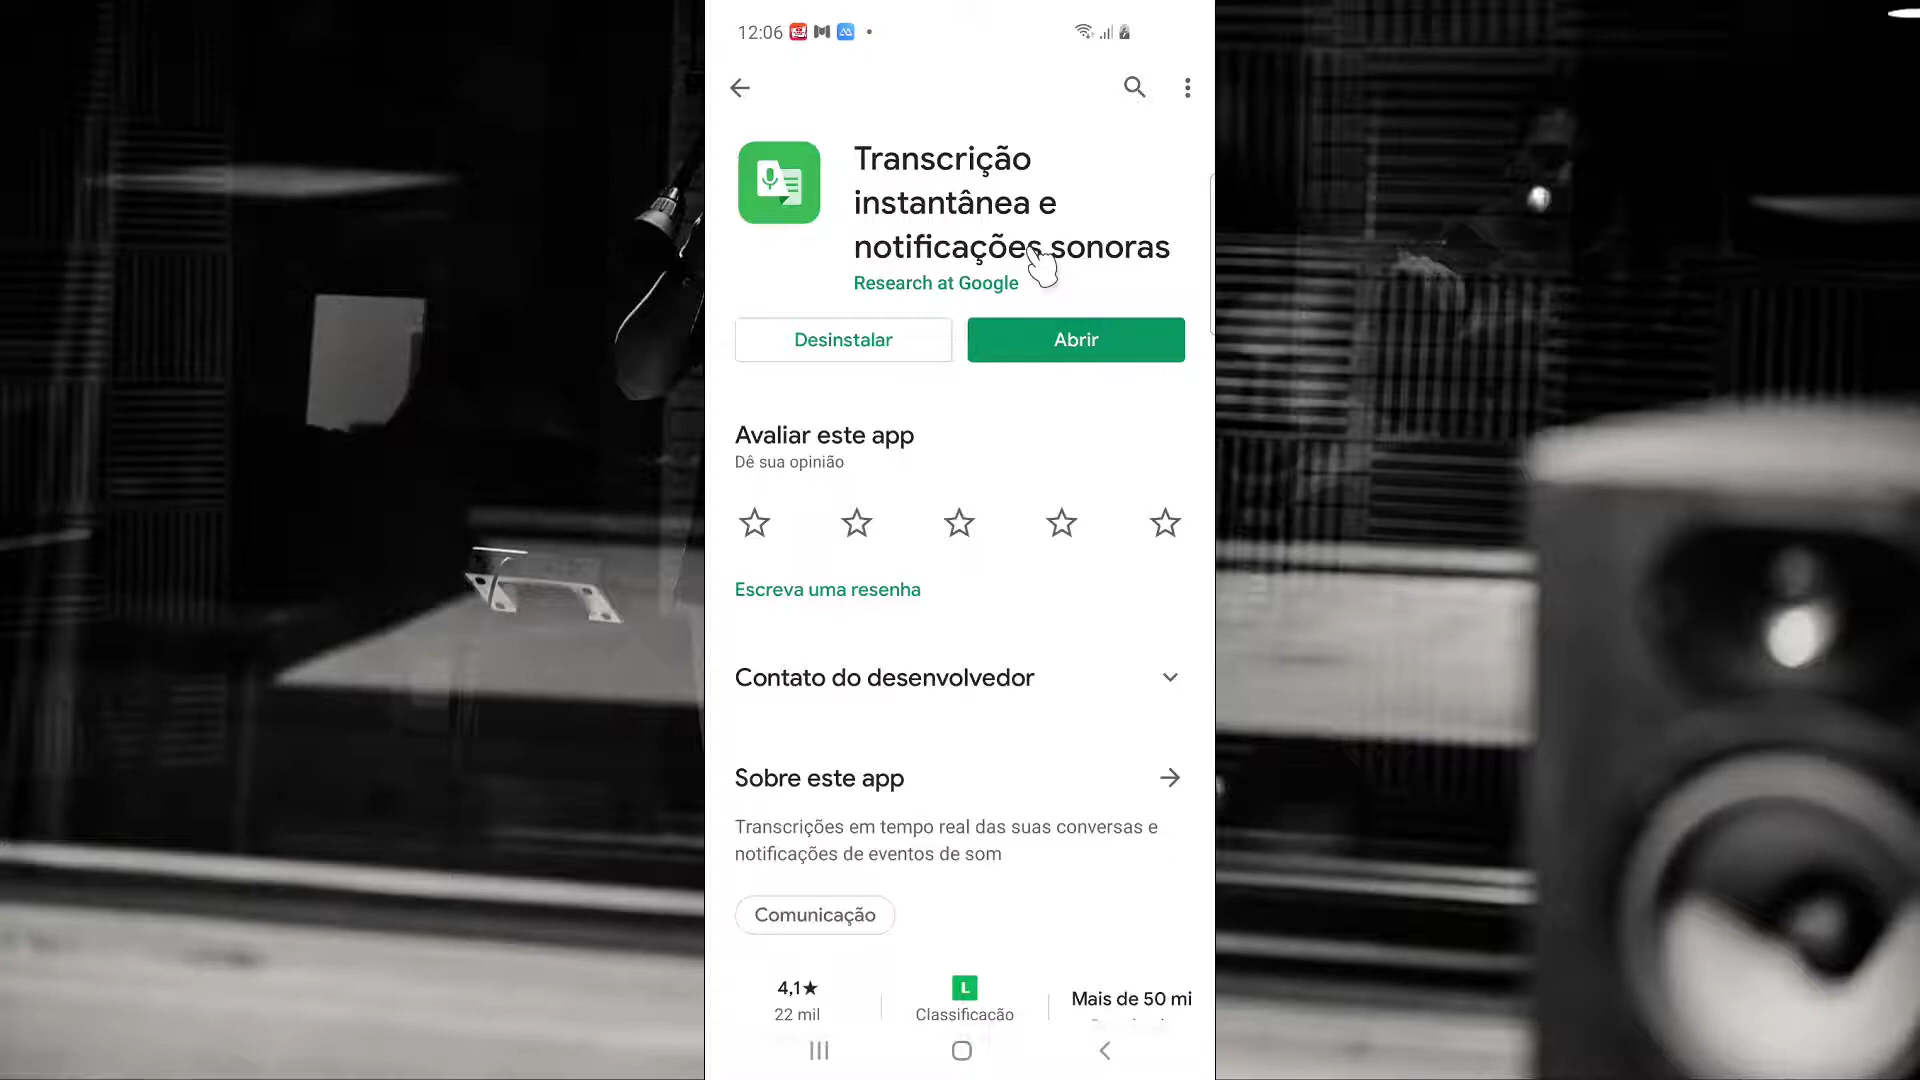 12:06
Transcrição
instantânea e
notificações sonoras
Research at Google
Desinstalar
Abrir
Avaliar este app
Dê sua opinião
Escreva uma resenha
Contato do desenvolvedor
Sobre este app
Transcrições em tempo real das suas conversas e
notificações de eventos de som
Comunicação
4,1★
22 mil
L
Classificação
Mais de 50 mi